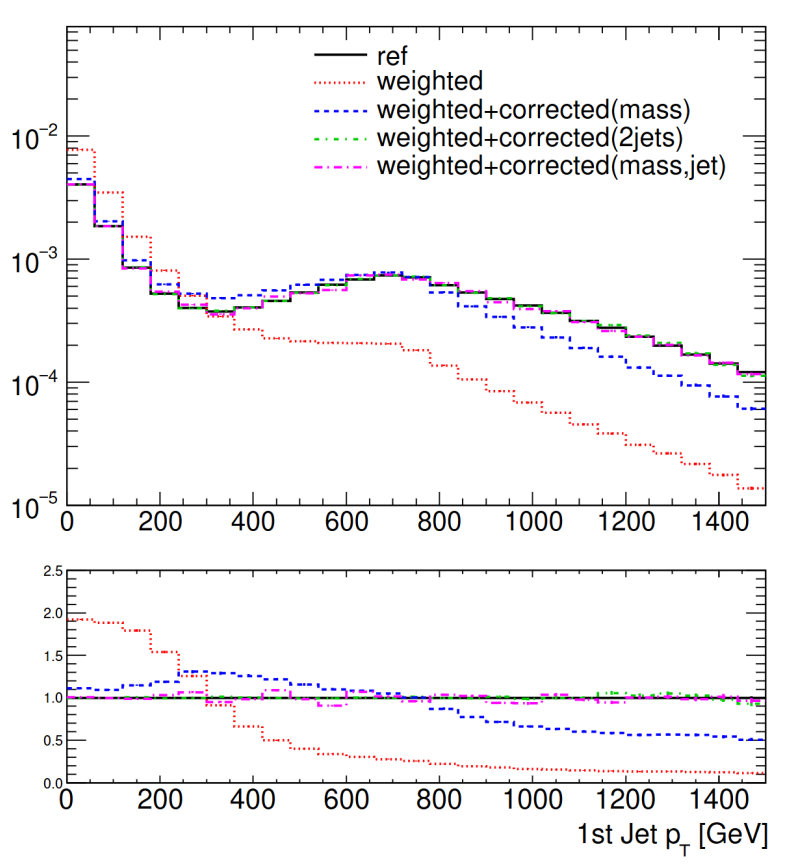 ref
weighted
weighted+corrected(mass)
weighted+corrected(2jets)
weighted+corrected(mass,jet)
10−2
10−3
10−4
10−5
0 200 400 600 800 1000 1200 1400
2.5
2.0
1.5
1.0
0.5
0.0
0 200 400 600 800 1000 1200 1400
1st Jet pT [GeV]